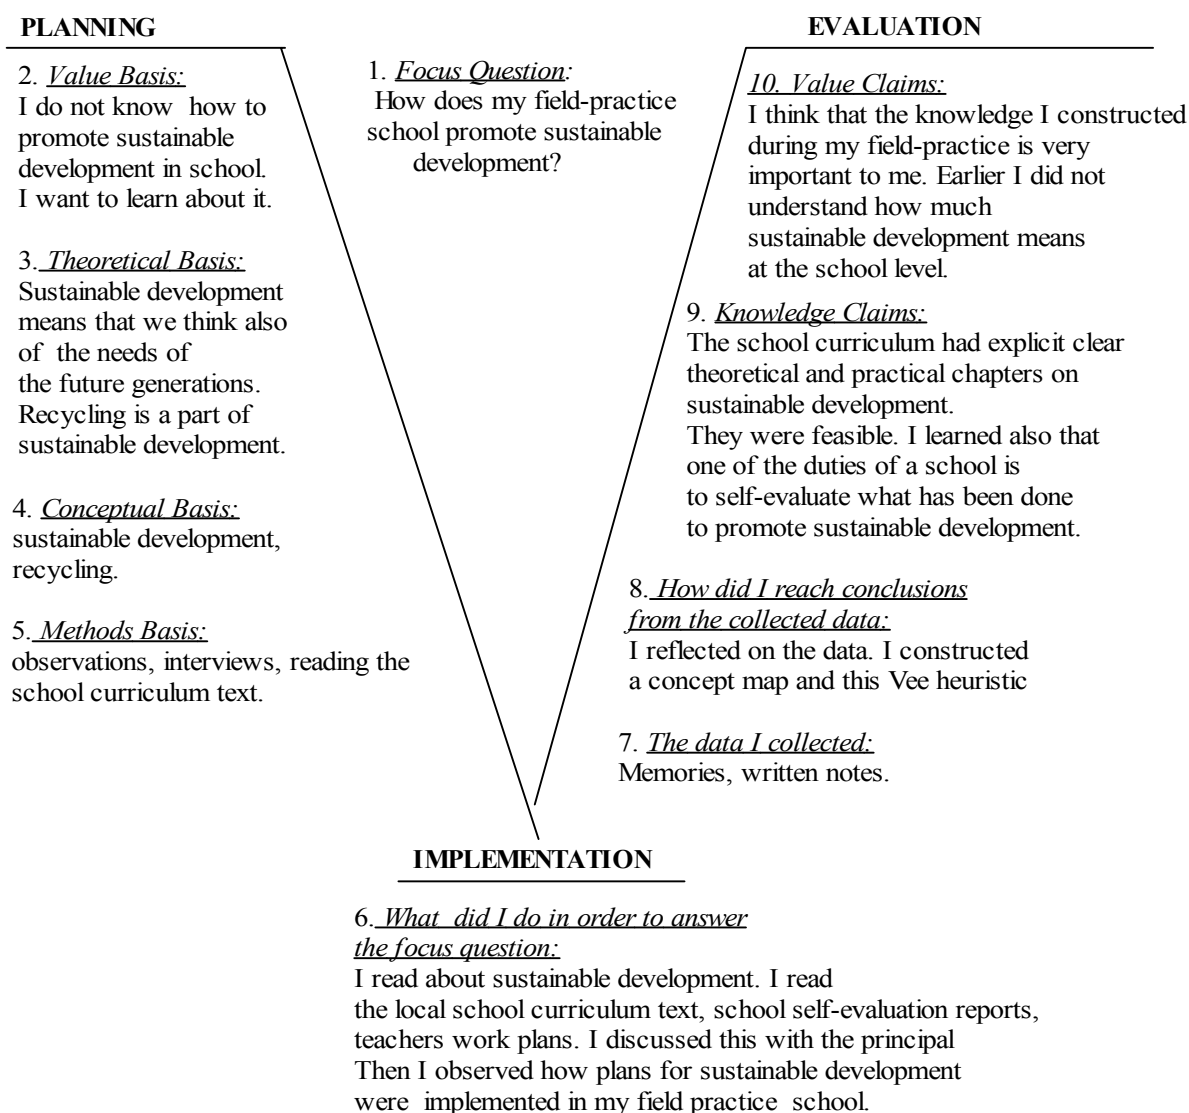 PLANNING
2. Value Basis:
I do not know how to
promote sustainable
development in school.
I want to learn about it.
3. Theoretical Basis:
Sustainable development
means that we think also
of the needs of
the future generations.
Recycling is a part of
sustainable development.
4. Conceptual Basis:
sustainable development,
recycling.
5. Methods Basis:
observations, interviews, reading the
school curriculum text.
1. Focus Question:
How does my field-practice
school promote sustainable
development?
EVALUATION
10. Value Claims:
I think that the knowledge I constructed
during my field-practice is very
important to me. Earlier I did not
understand how much
sustainable development means
at the school level.
9. Knowledge Claims:
The school curriculum had explicit clear
theoretical and practical chapters on
sustainable development.
They were feasible. I learned also that
one of the duties of a school is
to self-evaluate what has been done
to promote sustainable development.
8. How did I reach conclusions
from the collected data:
I reflected on the data. I constructed
a concept map and this Vee heuristic
7. The data I collected:
Memories, written notes.
IMPLEMENTATION
6. What did I do in order to answer
the focus question:
I read about sustainable development. I read
the local school curriculum text, school self-evaluation reports,
teachers work plans. I discussed this with the principal
Then I observed how plans for sustainable development
were implemented in my field practice school.